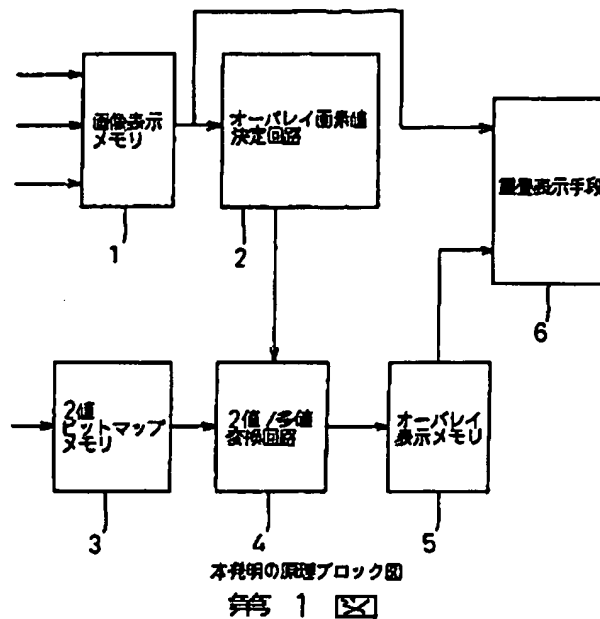 画像表示
メモリ
1
オーバレイ画素値
決定回路
2
重畳表示手段
6
2値
ビットマップ
メモリ
3
2値/多値
変換回路
4
オーバレイ
表示メモリ
5
本発明の原理ブロック図
第 1 図